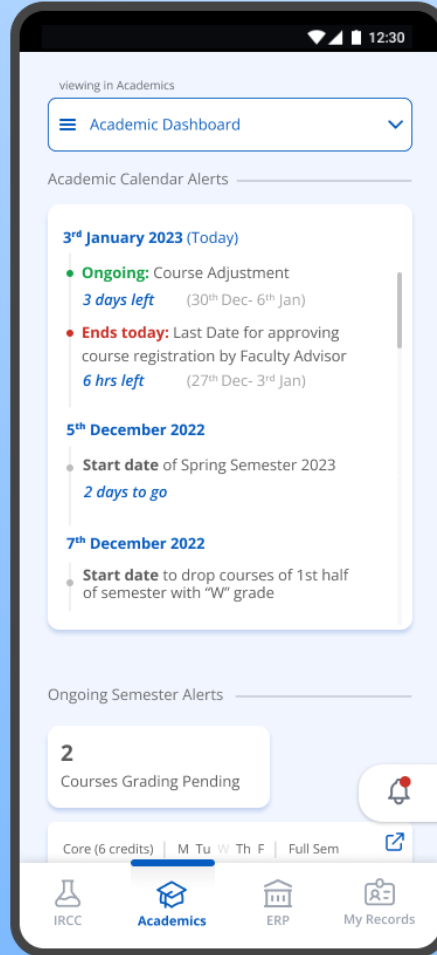 12:30
viewing in Academics
Academic Dashboard
Academic Calendar Alerts
3rd January 2023 (Today)
Ongoing: Course Adjustment
3 days left (30th Dec- 6th Jan)
Ends today: Last Date for approving
course registration by Faculty Advisor
6 hrs left (27th Dec- 3rd Jan)
5th December 2022
Start date of Spring Semester 2023
2 days to go
7th December 2022
Start date to drop courses of 1st half
of semester with “W” grade
Ongoing Semester Alerts
2
Courses Grading Pending
Core (6 credits) | M Tu W Th F | Full Sem
IRCC Academics ERP My Records